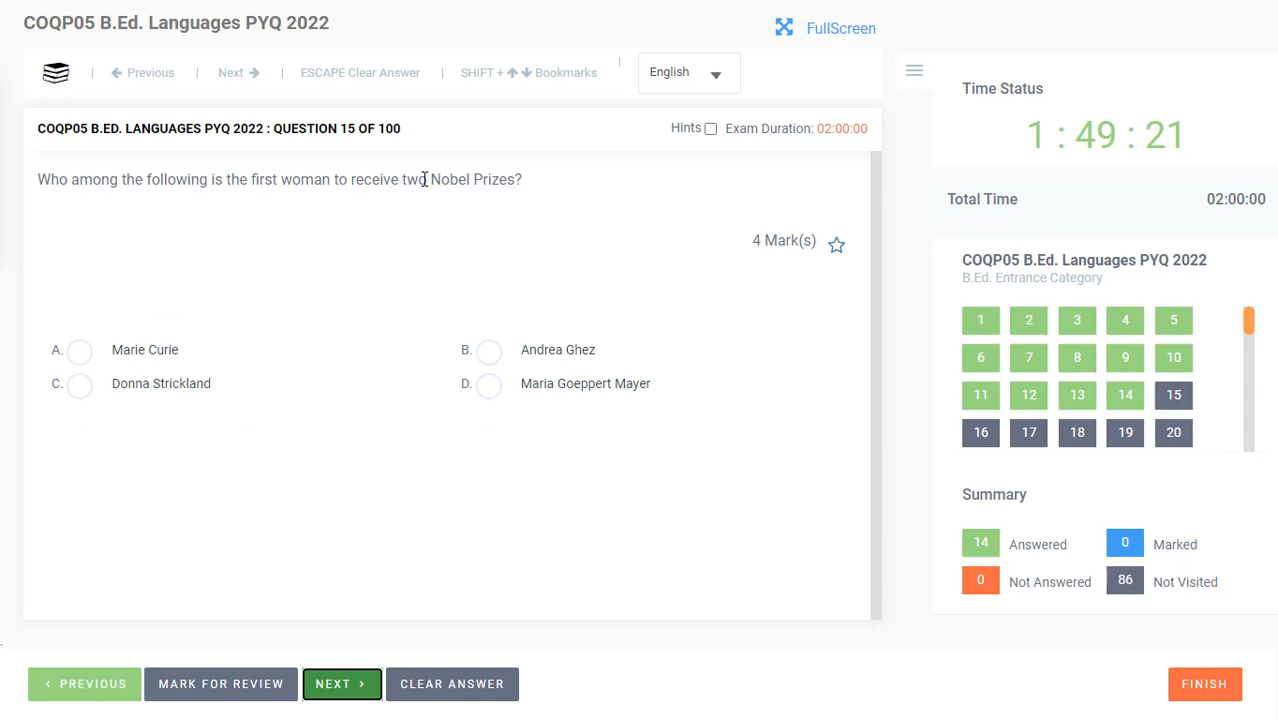 COQP05 B.Ed. Languages PYQ 2022
FullScreen
Previous
Next
ESCAPE Clear Answer
SHIFT + Bookmarks
English
COQP05 B.ED. LANGUAGES PYQ 2022 : QUESTION 15 OF 100
Hints
Exam Duration: 02:00:00
Who among the following is the first woman to receive two Nobel Prizes?
4 Mark(s)
A. Marie Curie
B. Andrea Ghez
C. Donna Strickland
D. Maria Goeppert Mayer
PREVIOUS
MARK FOR REVIEW
NEXT
CLEAR ANSWER
Time Status
1 : 49 : 21
Total Time 02:00:00
COQP05 B.Ed. Languages PYQ 2022
B.Ed. Entrance Category
1 2 3 4 5
6 7 8 9 10
11 12 13 14 15
16 17 18 19 20
Summary
14 Answered
0 Marked
0 Not Answered
86 Not Visited
FINISH